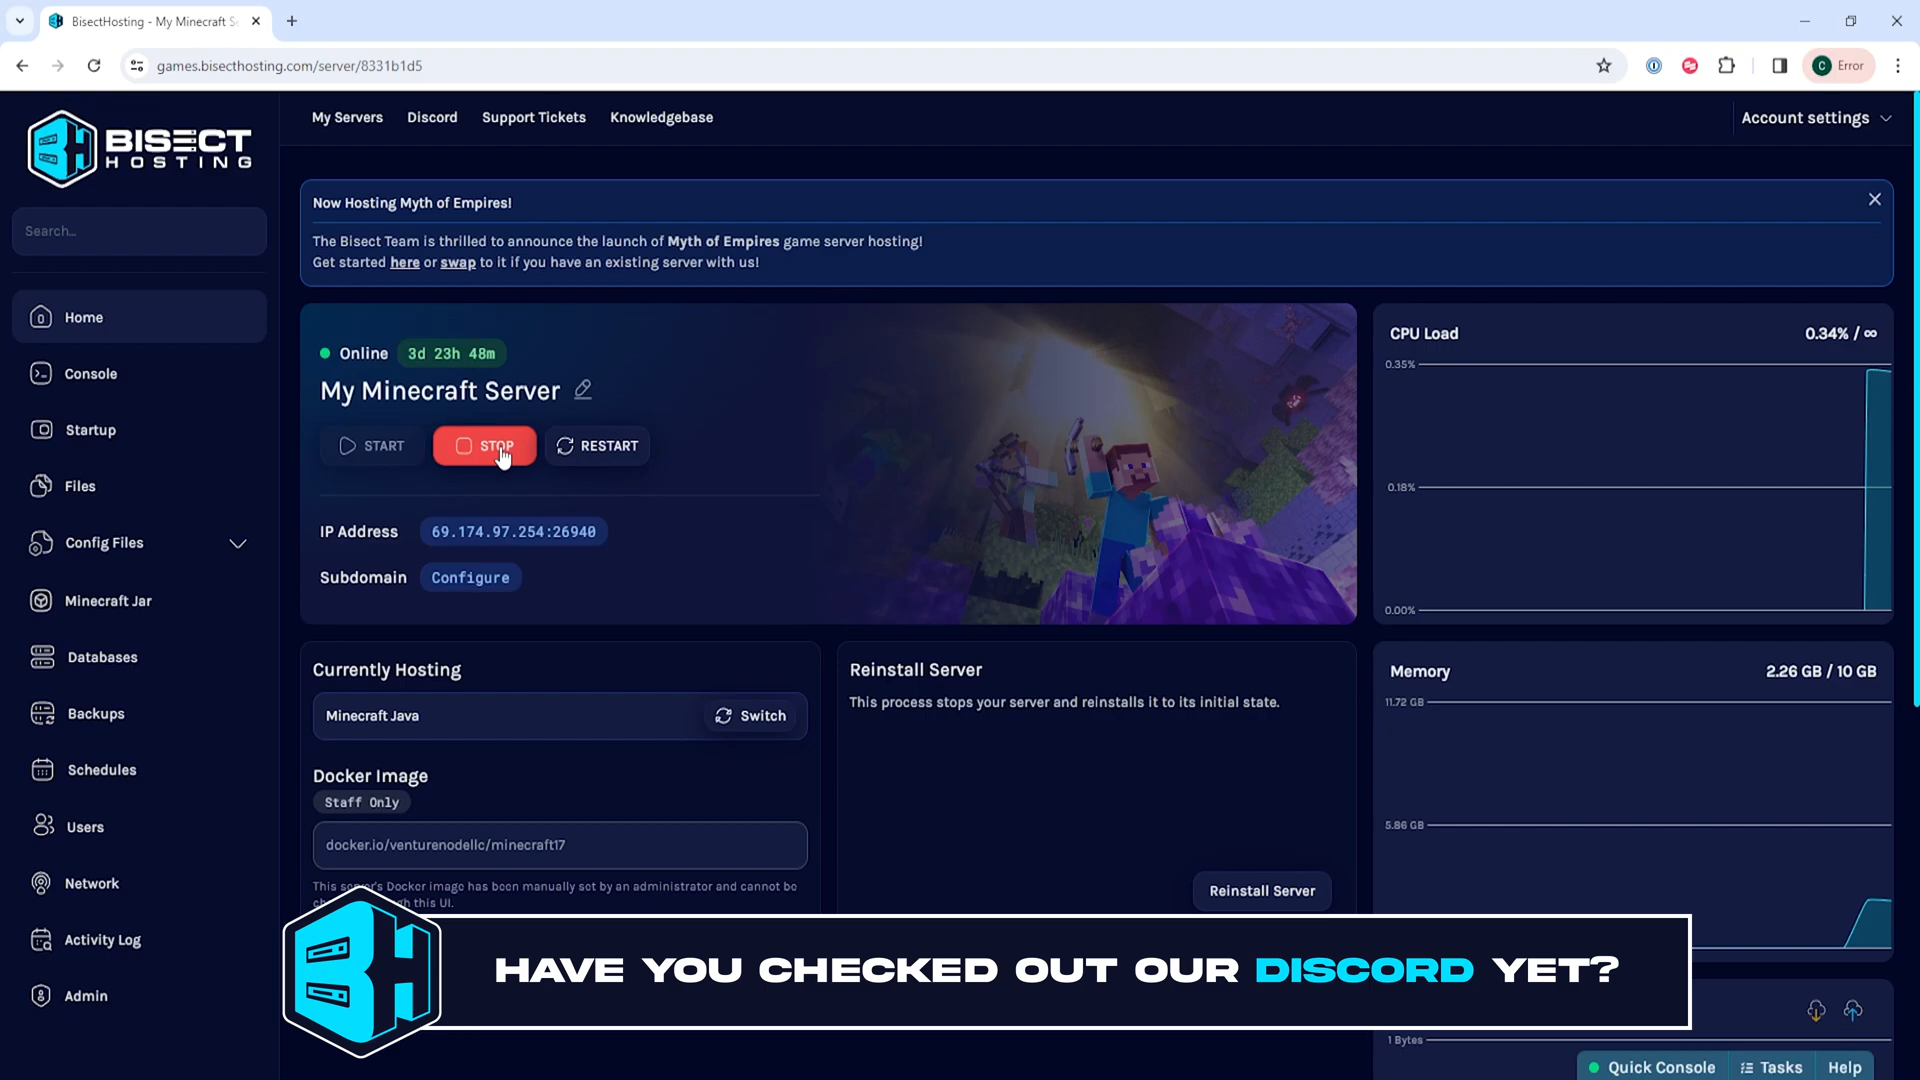 BisectHosting - My Minecraft S
games.bisecthosting.com/server/8331b1d5
C Error
BISECT
HOSTING
My Servers Discord Support Tickets Knowledgebase
Account settings
Search...
Home
Console
Startup
Files
Config Files
Minecraft Jar
Databases
Backups
Schedules
Users
Network
Activity Log
Admin
Now Hosting Myth of Empires!
The Bisect Team is thrilled to announce the launch of Myth of Empires game server hosting!
Get started here or swap to it if you have an existing server with us!
Online 3d 23h 48m
My Minecraft Server
START STOP RESTART
IP Address 69.174.97.254:26940
Subdomain Configure
CPU Load 0.34% / ∞
0.35%
0.18%
0.00%
Currently Hosting
Minecraft Java Switch
Docker Image
Staff Only
docker.io/venturenodellc/minecraft17
This server's Docker image has been manually set by an administrator and cannot be
gh this UI.
Reinstall Server
This process stops your server and reinstalls it to its initial state.
Reinstall Server
Memory 2.26 GB / 10 GB
11.72 GB
5.86 GB
HAVE YOU CHECKED OUT OUR DISCORD YET?
1 Bytes
Quick Console Tasks Help